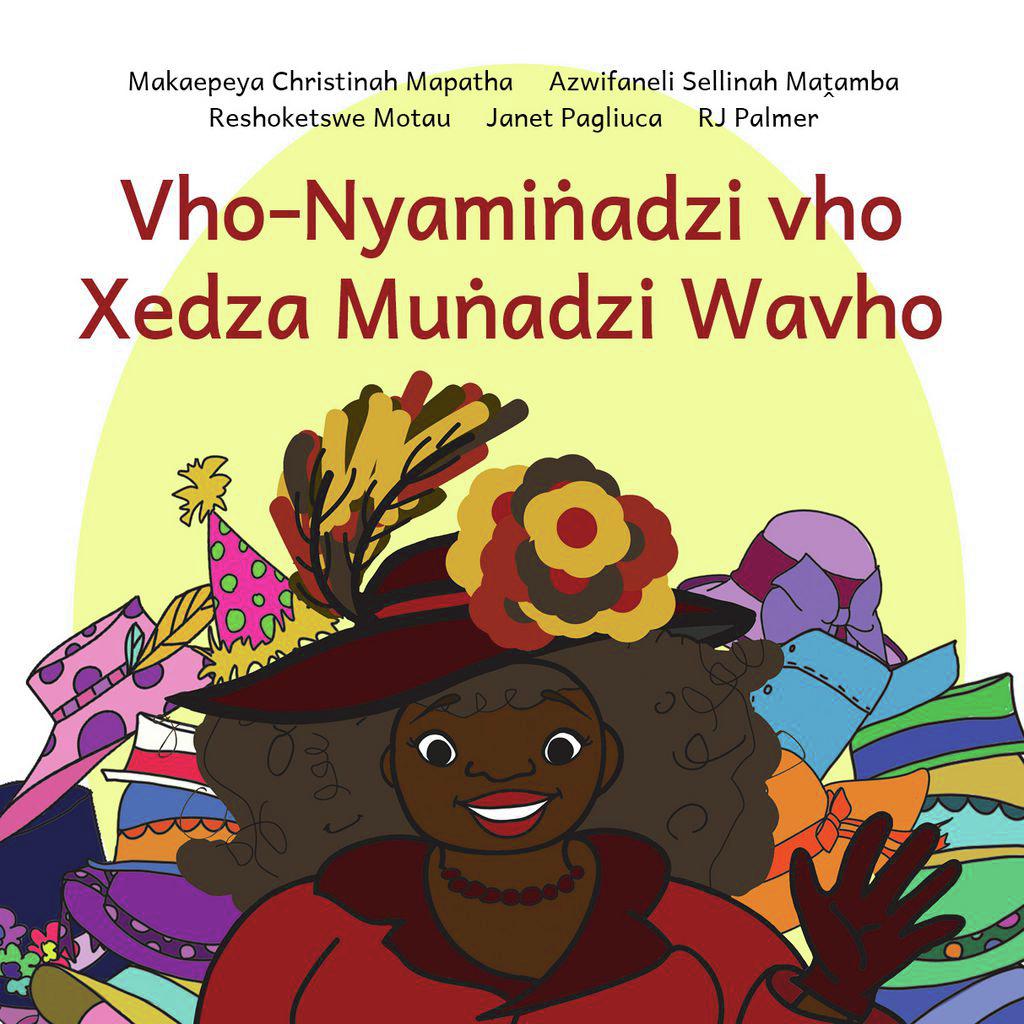 Makaepeya Christinah Mapatha Azwifaneli Sellinah Maṱamba
Reshoketswe Motau Janet Pagliuca RJ Palmer
Vho-Nyamiṅadzi vho
Xedza Muṅadzi Wavho